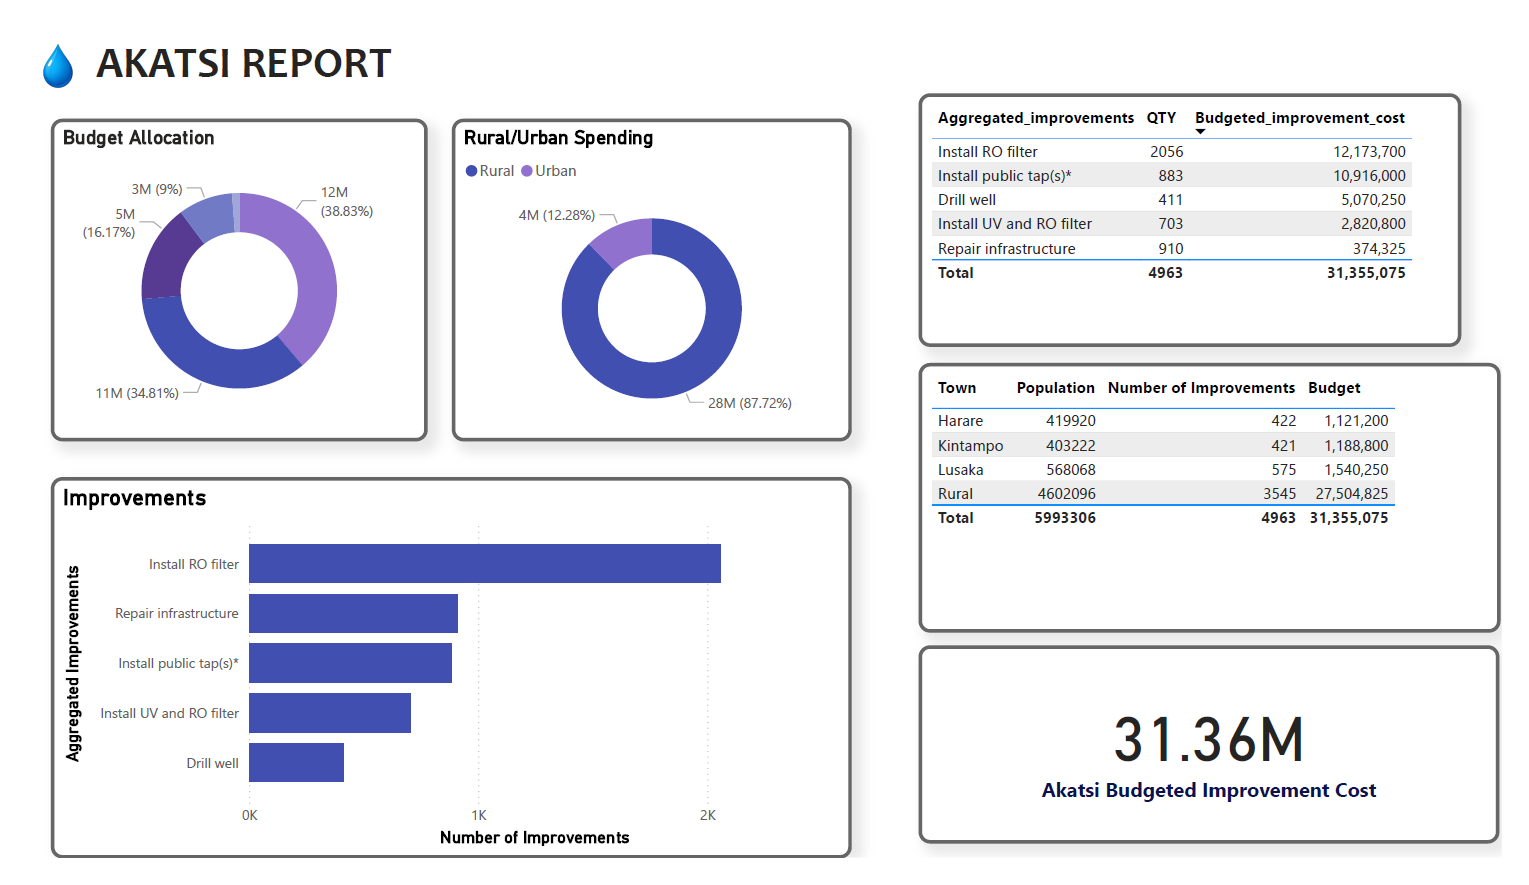 AKATSI REPORT
Budget Allocation
3M (9%)
12M
(38.83%)
5M
(16.17%)
11M (34.81%)
Rural/Urban Spending
Rural Urban
4M (12.28%)
28M (87.72%)
Improvements
Aggregated Improvements
Install RO filter
Repair infrastructure
Install public tap(s)*
Install UV and RO filter
Drill well
0K 1K 2K
Number of Improvements
Aggregated_improvements QTY Budgeted_improvement_cost
Install RO filter 2056 12,173,700
Install public tap(s)* 883 10,916,000
Drill well 411 5,070,250
Install UV and RO filter 703 2,820,800
Repair infrastructure 910 374,325
Total 4963 31,355,075
Town Population Number of Improvements Budget
Harare 419920 422 1,121,200
Kintampo 403222 421 1,188,800
Lusaka 568068 575 1,540,250
Rural 4602096 3545 27,504,825
Total 5993306 4963 31,355,075
31.36M
Akatsi Budgeted Improvement Cost